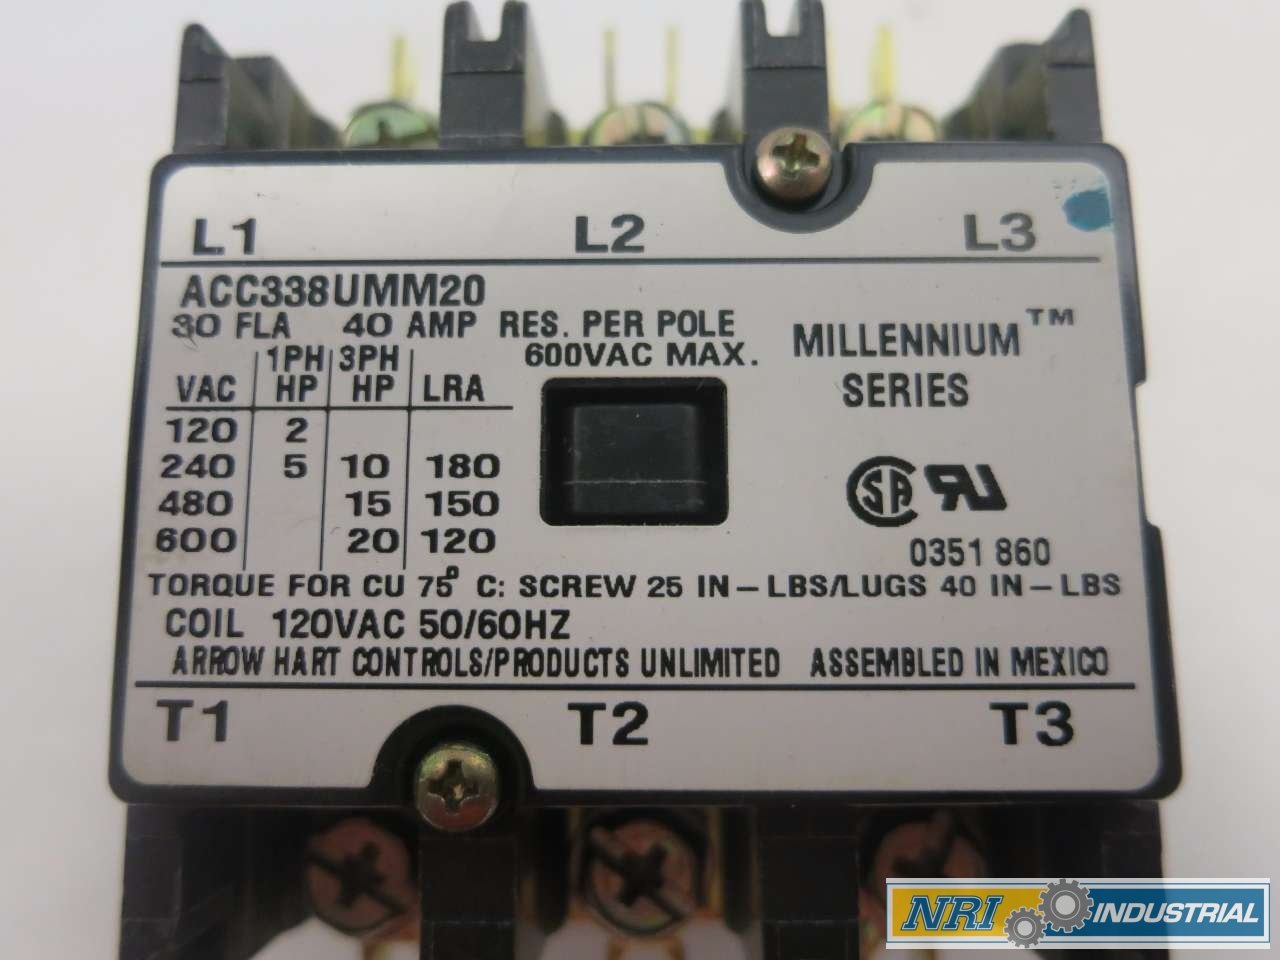 L1 L2 L3
ACC338UMM20
30 FLA 40 AMP RES. PER POLE
600VAC MAX.
MILLENNIUM™
SERIES
1PH 3PH
VAC HP HP LRA
120 2
240 5 10 180
480 15 150
600 20 120
SA RU
0351 860
TORQUE FOR CU 75° C: SCREW 25 IN-LBS/LUGS 40 IN-LBS
COIL 120VAC 50/60HZ
ARROW HART CONTROLS/PRODUCTS UNLIMITED ASSEMBLED IN MEXICO
T1 T2 T3
NRI INDUSTRIAL